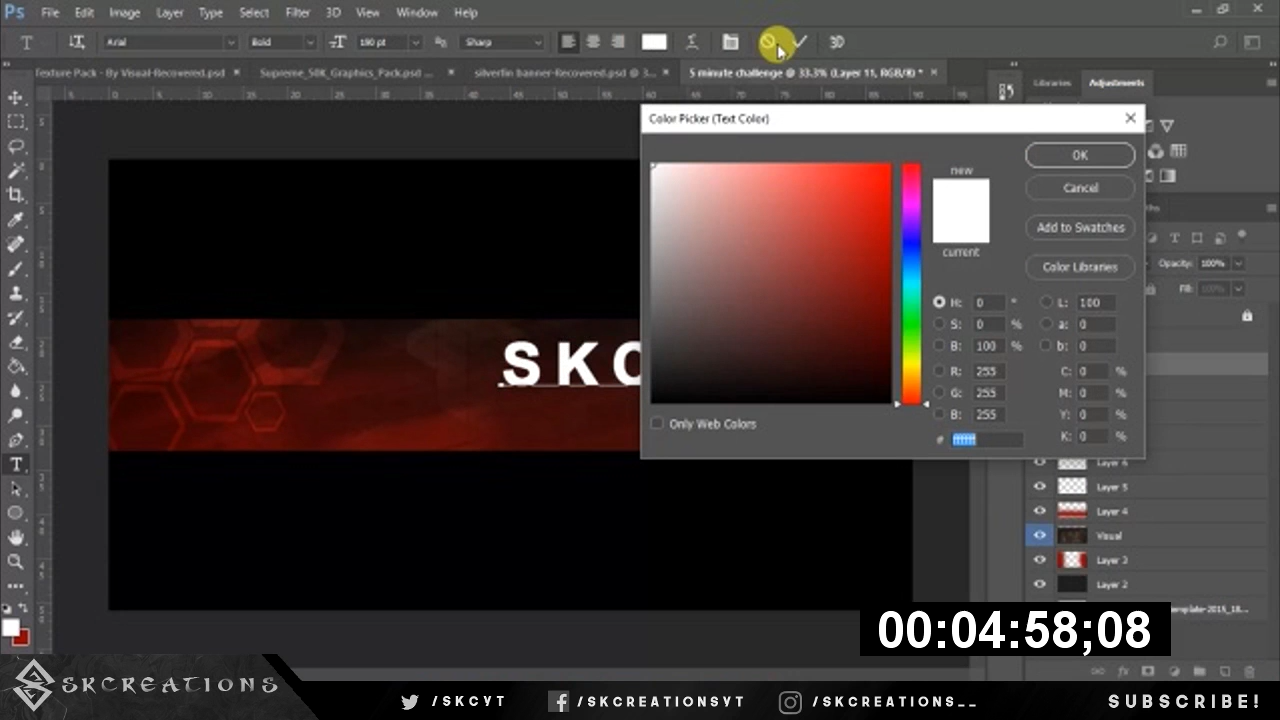 Ps File Edit Image Layer Type Select Filter 3D View Window Help
T Arial Bold 180 pt Sharp 3D
Texture Pack - By Visual-Recovered.psd × Supreme_50K_Graphics_Pack.psd ... × silverfin banner-Recovered.psd @ 3... × 5 minute challenge @ 33.3% (Layer 11, RGB/8) * ×
Libraries Adjustments
Color Picker (Text Color)
new
current
OK
Cancel
Add to Swatches
Color Libraries
H: 0 ° L: 100
S: 0 % a: 0
B: 100 % b: 0
R: 255 C: 0 %
G: 255 M: 0 %
B: 255 Y: 0 %
# ffffff K: 0 %
Only Web Colors
Opacity: 100%
Fill: 100%
SKC
Layer 6
Layer 5
Layer 4
Visual
Layer 3
Layer 2
00:04:58;08
SKCREATIONS
/SKCYT
/SKCREATIONSYT
/SKCREATIONS__
SUBSCRIBE!